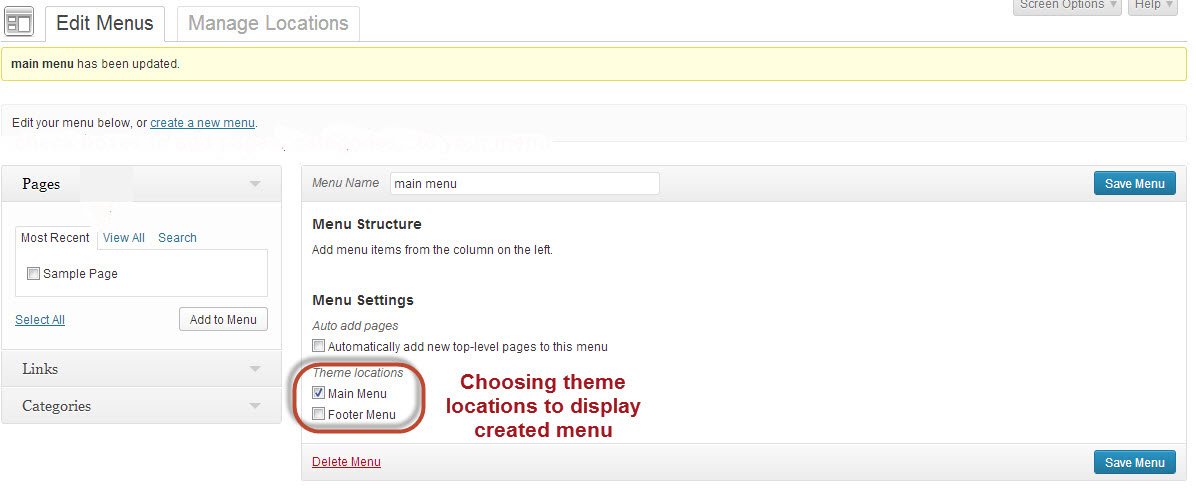 Screen Options
Help
Edit Menus
Manage Locations
main menu has been updated.
Edit your menu below, or create a new menu.
Pages
Menu Name
main menu
Save Menu
Most Recent
View All
Search
Sample Page
Select All
Add to Menu
Links
Categories
Menu Structure
Add menu items from the column on the left.
Menu Settings
Auto add pages
Automatically add new top-level pages to this menu
Theme locations
Main Menu
Footer Menu
Choosing theme
locations to display
created menu
Delete Menu
Save Menu